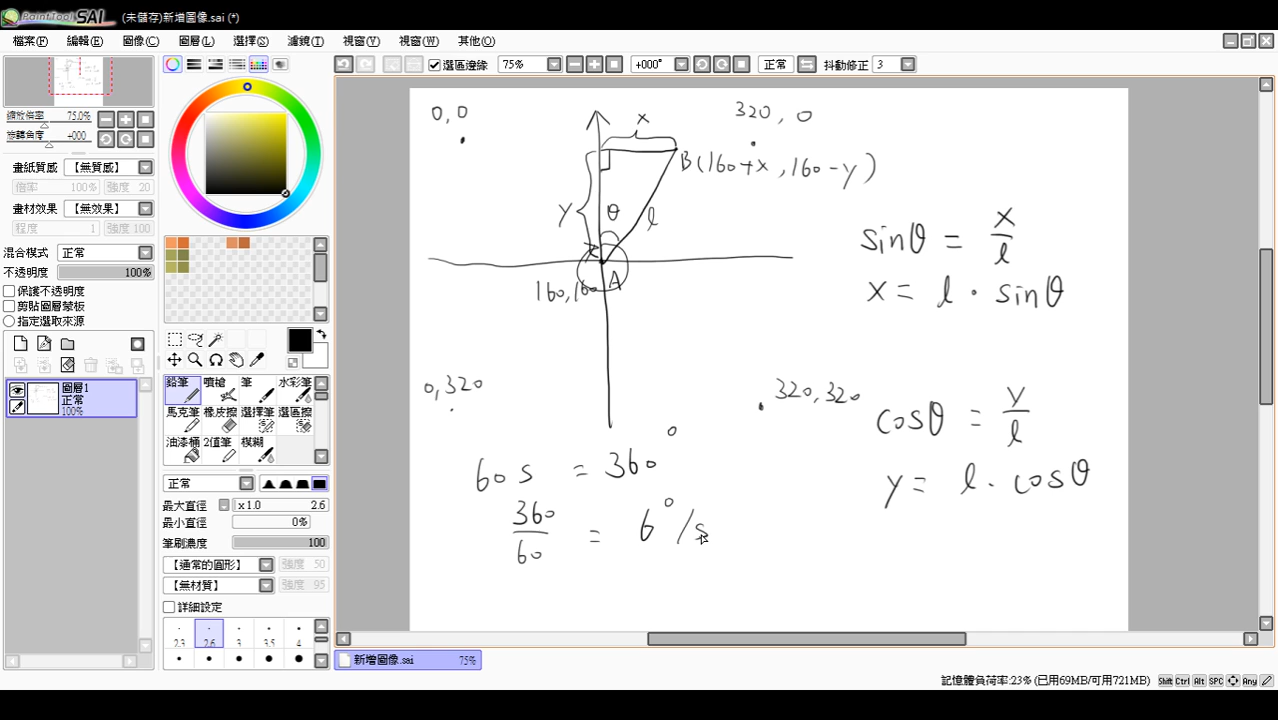 PaintTool SAI (未儲存)新增圖像.sai (*)
檔案(F) 編輯(E) 圖像(C) 圖層(L) 選擇(S) 濾鏡(T) 視窗(V) 視窗(W) 其他(O)
選區邊緣 75% +000° 正常 抖動修正 3
縮放倍率 75.0%
旋轉角度 +000
畫紙質感 【無質感】
倍率 100% 強度 20
畫材效果 【無效果】
程度 1 強度 100
混合模式 正常
不透明度 100%
保護不透明度
剪貼圖層蒙板
指定選取來源
圖層1
正常
100%
鉛筆 噴槍 筆 水彩筆
馬克筆 橡皮擦 選擇筆 選區擦
油漆桶 2值筆 模糊
正常
最大直徑 x 1.0 2.6
最小直徑 0%
筆刷濃度 100
【通常的圓形】 強度 50
【無材質】 強度 95
詳細設定
2.3 2.6 3 3.5 4
0,0
x
320,0
B(160+x,160-y)
y
θ
l
A
160,160
0,320
320,320
60 s = 360°
360/60 = 6°/s
sinθ = x/l
x = l · sinθ
cosθ = y/l
y = l · cosθ
新增圖像.sai 75%
記憶體負荷率:23% (已用69MB/可用721MB) Shift Ctrl Alt SPC Any